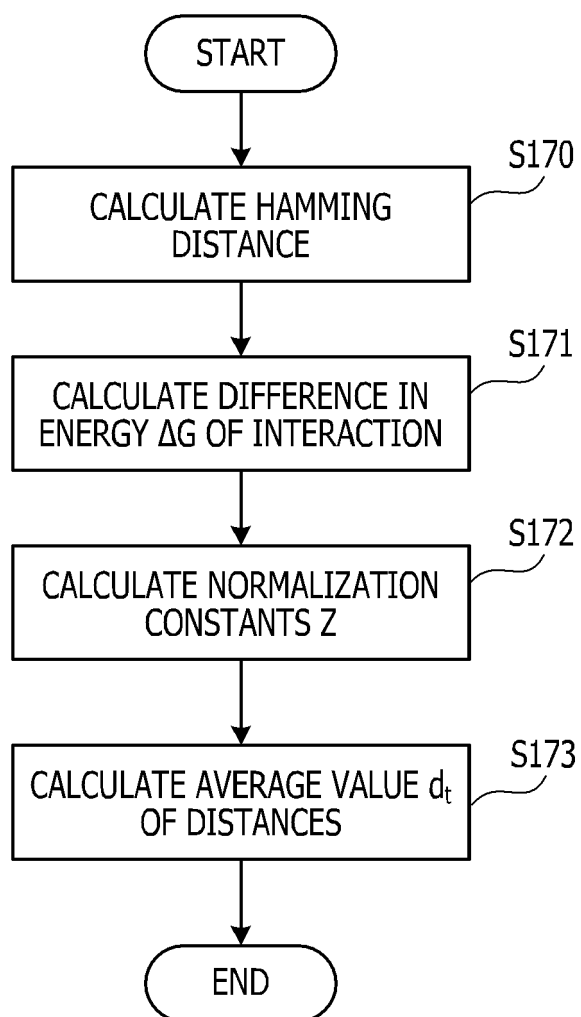 START
S170
CALCULATE HAMMING
DISTANCE
S171
CALCULATE DIFFERENCE IN
ENERGY ΔG OF INTERACTION
S172
CALCULATE NORMALIZATION
CONSTANTS Z
S173
CALCULATE AVERAGE VALUE dt
OF DISTANCES
END